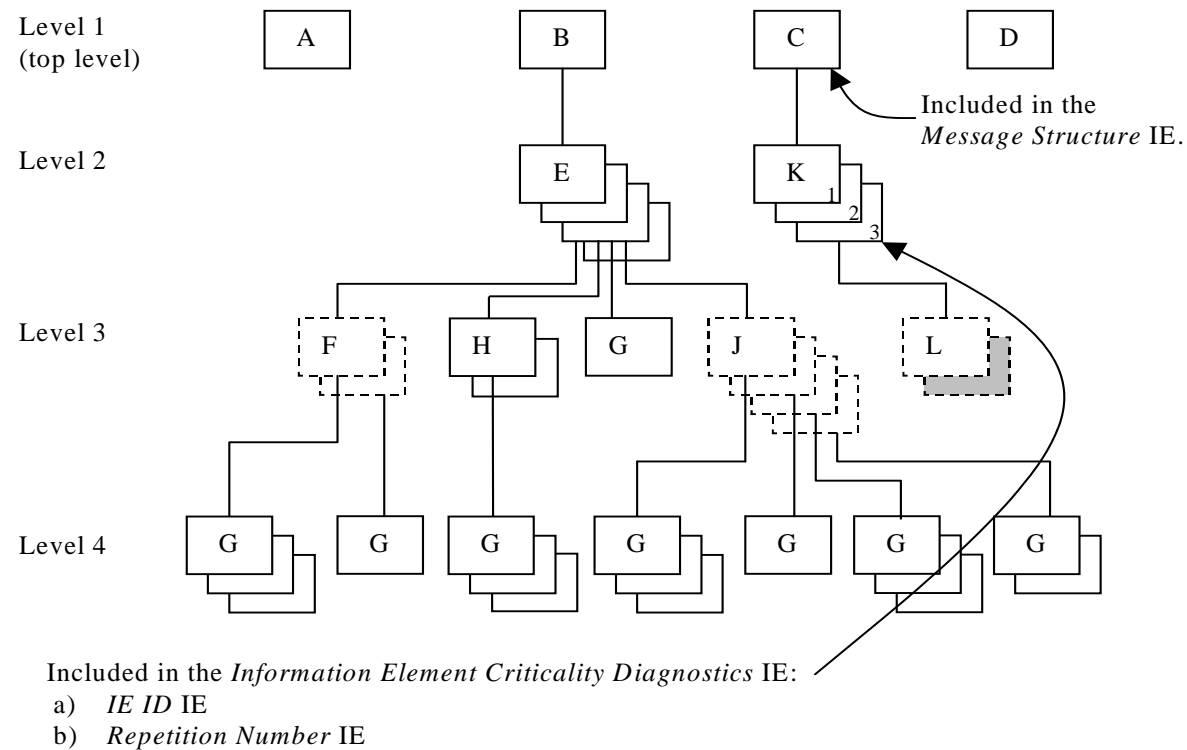 Level 1
(top level)
A
B
C
D
Included in the
Message Structure IE.
Level 2
E
K
1
2
3
Level 3
F
H
G
J
L
Level 4
G
G
G
G
G
G
G
Included in the Information Element Criticality Diagnostics IE:
a) IE ID IE
b) Repetition Number IE